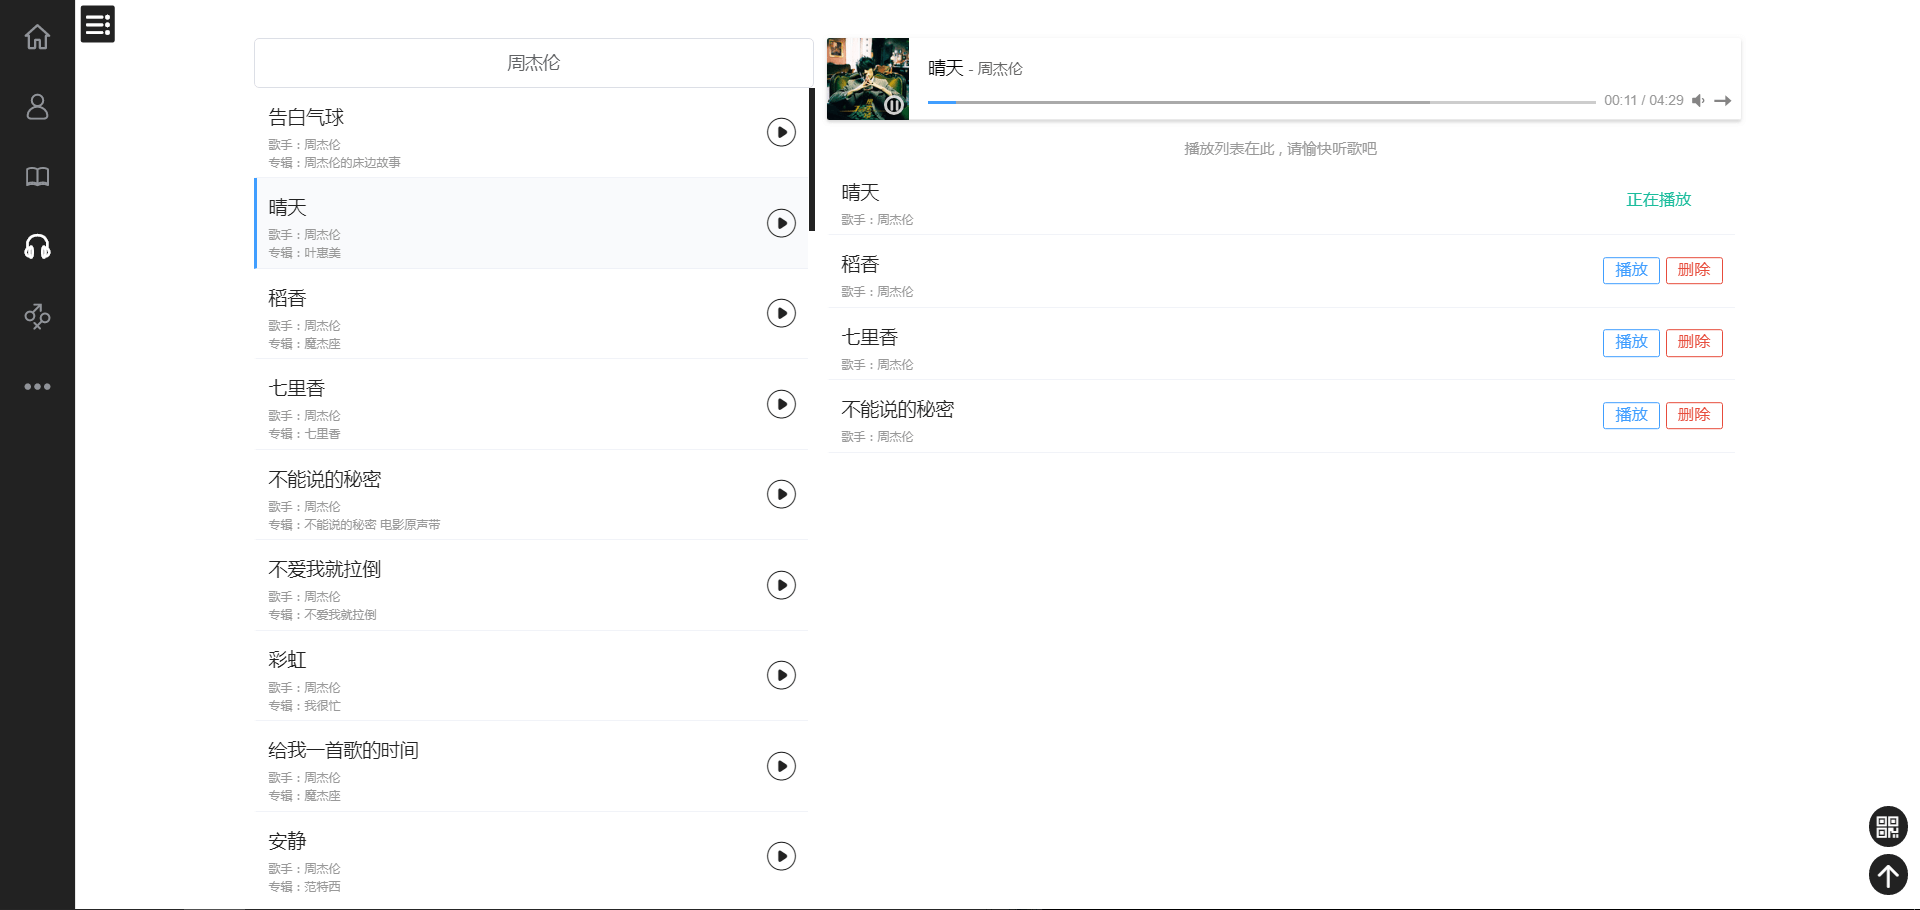 周杰伦
告白气球
歌手：周杰伦
专辑：周杰伦的床边故事
晴天
歌手：周杰伦
专辑：叶惠美
稻香
歌手：周杰伦
专辑：魔杰座
七里香
歌手：周杰伦
专辑：七里香
不能说的秘密
歌手：周杰伦
专辑：不能说的秘密 电影原声带
不爱我就拉倒
歌手：周杰伦
专辑：不爱我就拉倒
彩虹
歌手：周杰伦
专辑：我很忙
给我一首歌的时间
歌手：周杰伦
专辑：魔杰座
安静
歌手：周杰伦
专辑：范特西
晴天 - 周杰伦
00:11 / 04:29
播放列表在此，请愉快听歌吧
晴天
正在播放
歌手：周杰伦
稻香
播放 删除
歌手：周杰伦
七里香
播放 删除
歌手：周杰伦
不能说的秘密
播放 删除
歌手：周杰伦